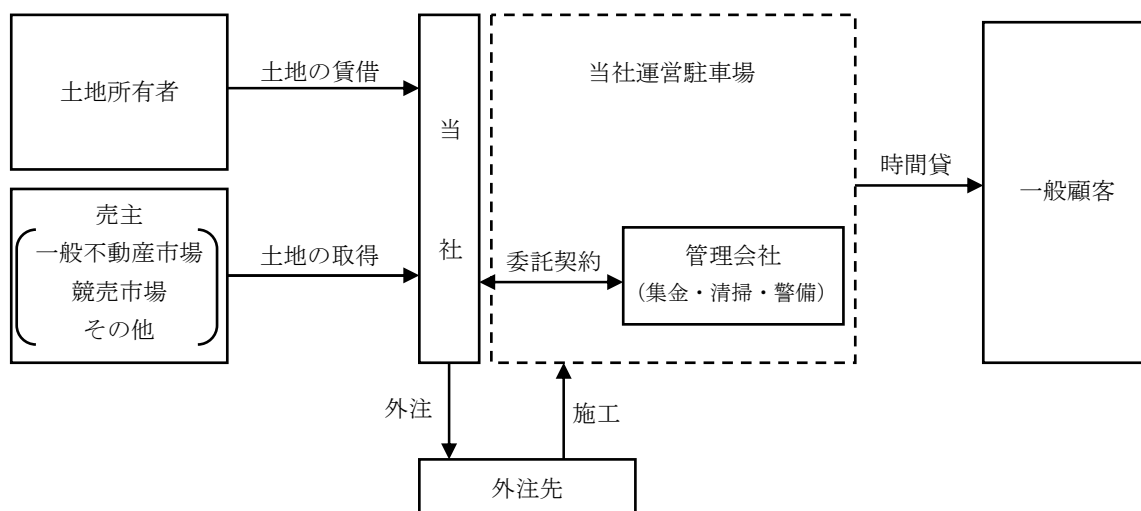 土地所有者
土地の賃借
売主
一般不動産市場
競売市場
その他
土地の取得
当
社
当社運営駐車場
委託契約
管理会社
（集金・清掃・警備）
時間貸
一般顧客
外注
施工
外注先